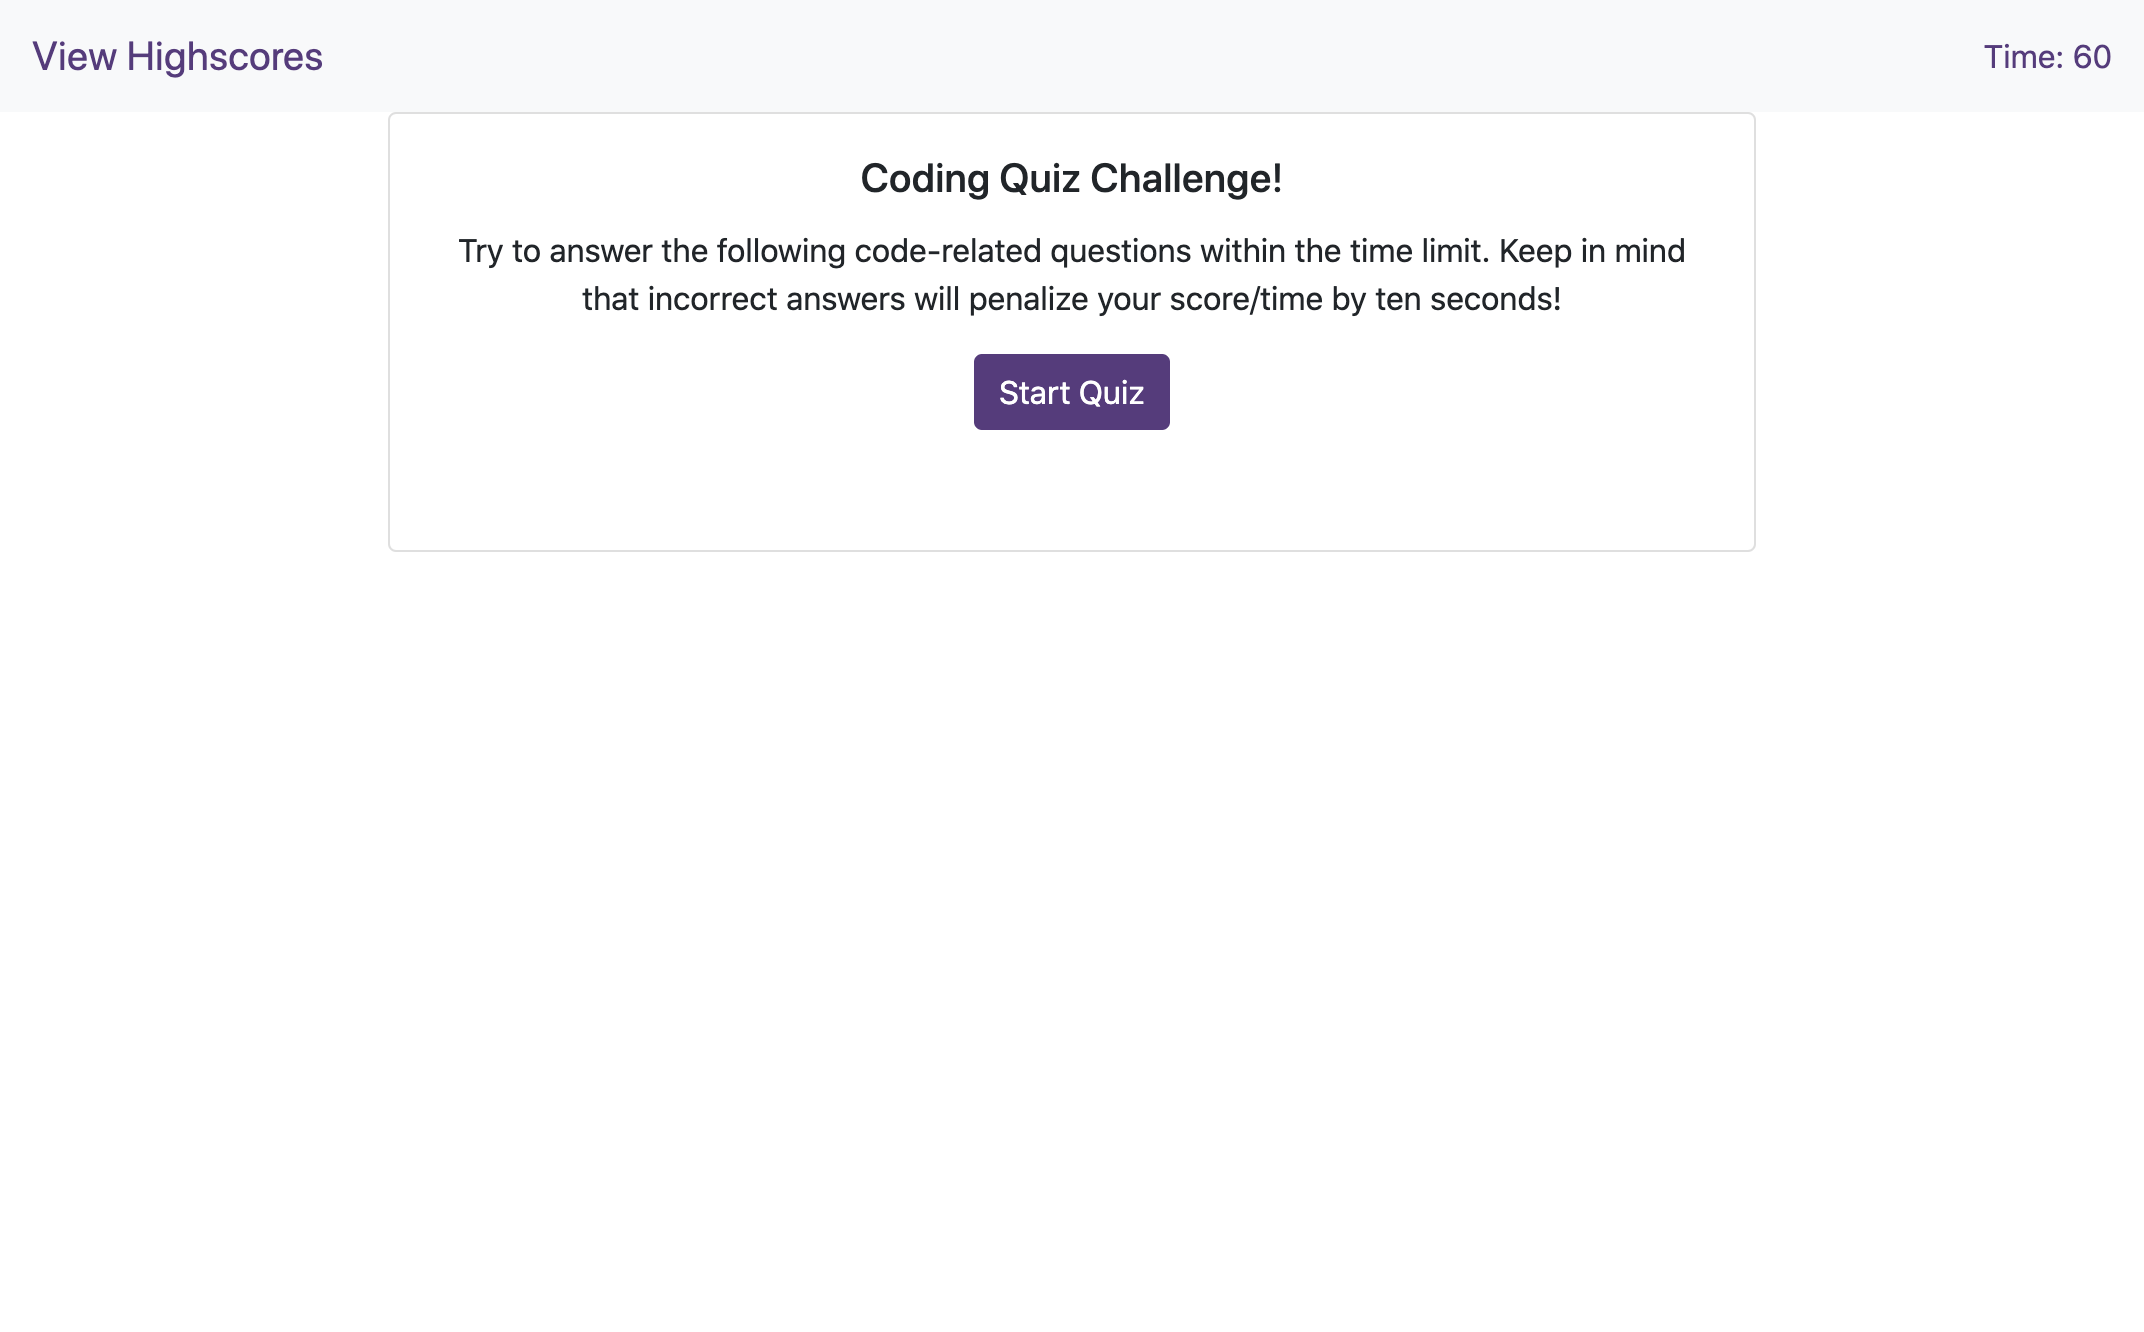 View Highscores
Time: 60
Coding Quiz Challenge!
Try to answer the following code-related questions within the time limit. Keep in mind
that incorrect answers will penalize your score/time by ten seconds!
Start Quiz